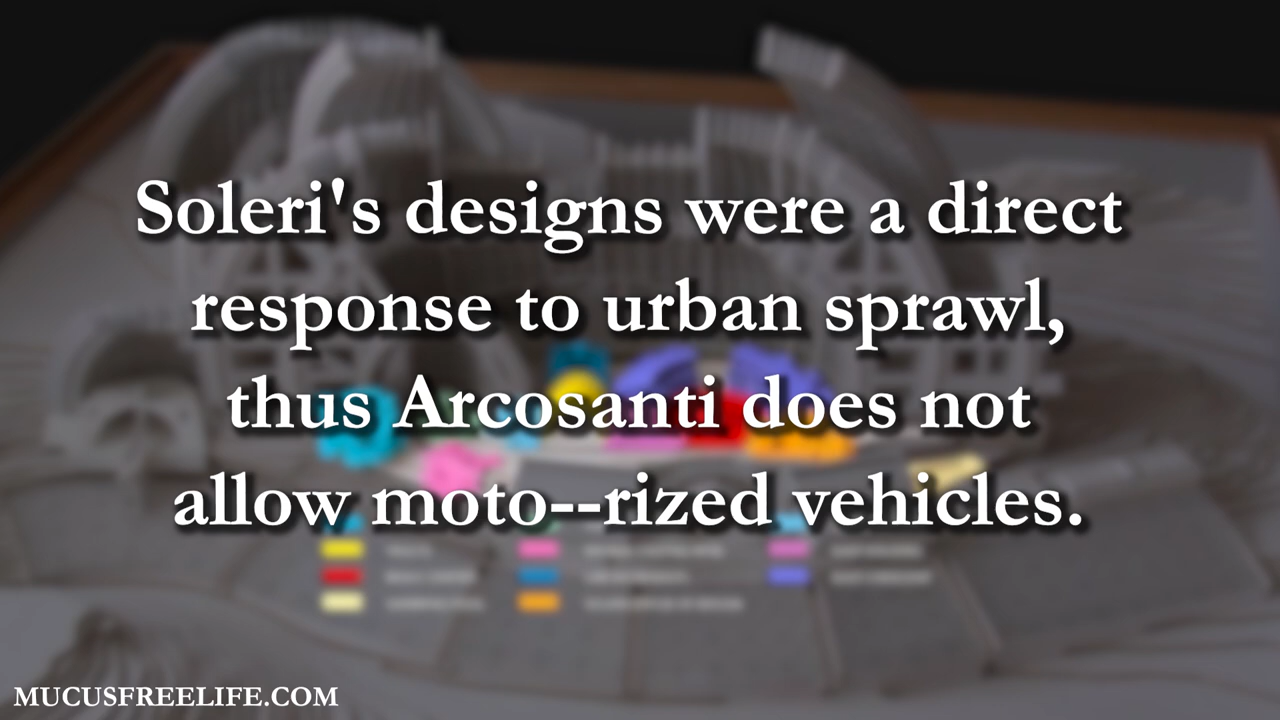 Soleri's designs were a direct
response to urban sprawl,
thus Arcosanti does not
allow moto--rized vehicles.
MUCUSFREELIFE.COM